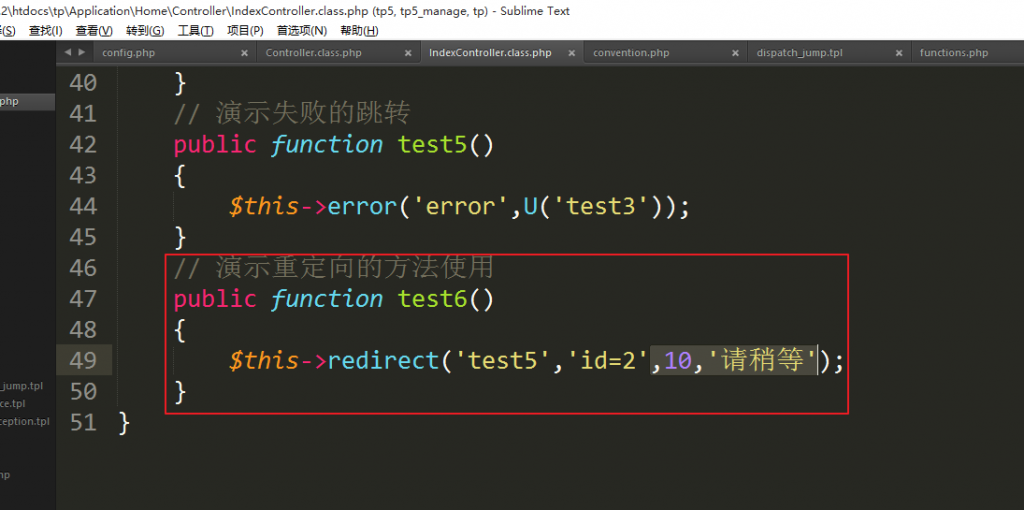 .2\htdocs\tp\Application\Home\Controller\IndexController.class.php (tp5, tp5_manage, tp) - Sublime Text
(S) 查找(I) 查看(V) 转到(G) 工具(T) 项目(P) 首选项(N) 帮助(H)
config.php × Controller.class.php × IndexController.class.php × convention.php × dispatch_jump.tpl × functions.php
40 }
php
41 // 演示失败的跳转
42 public function test5()
43 {
44 $this->error('error',U('test3'));
45 }
46 // 演示重定向的方法使用
47 public function test6()
48 {
49 $this->redirect('test5','id=2',10,'请稍等');
_jump.tpl
50 }
ce.tpl
51 }
ception.tpl
hp